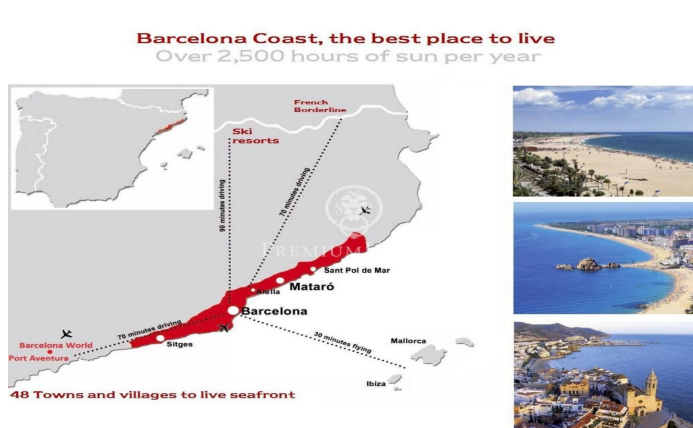 Barcelona Coast, the best place to live
Over 2,500 hours of sun per year
French
Borderline
Ski
resorts
90 minutes driving
70 minutes driving
PREMIUM
Sant Pol de Mar
Mataró
Alella
Barcelona
70 minutes driving
30 minutes flying
Barcelona World
Port Aventura
Sitges
Mallorca
Ibiza
48 Towns and villages to live seafront